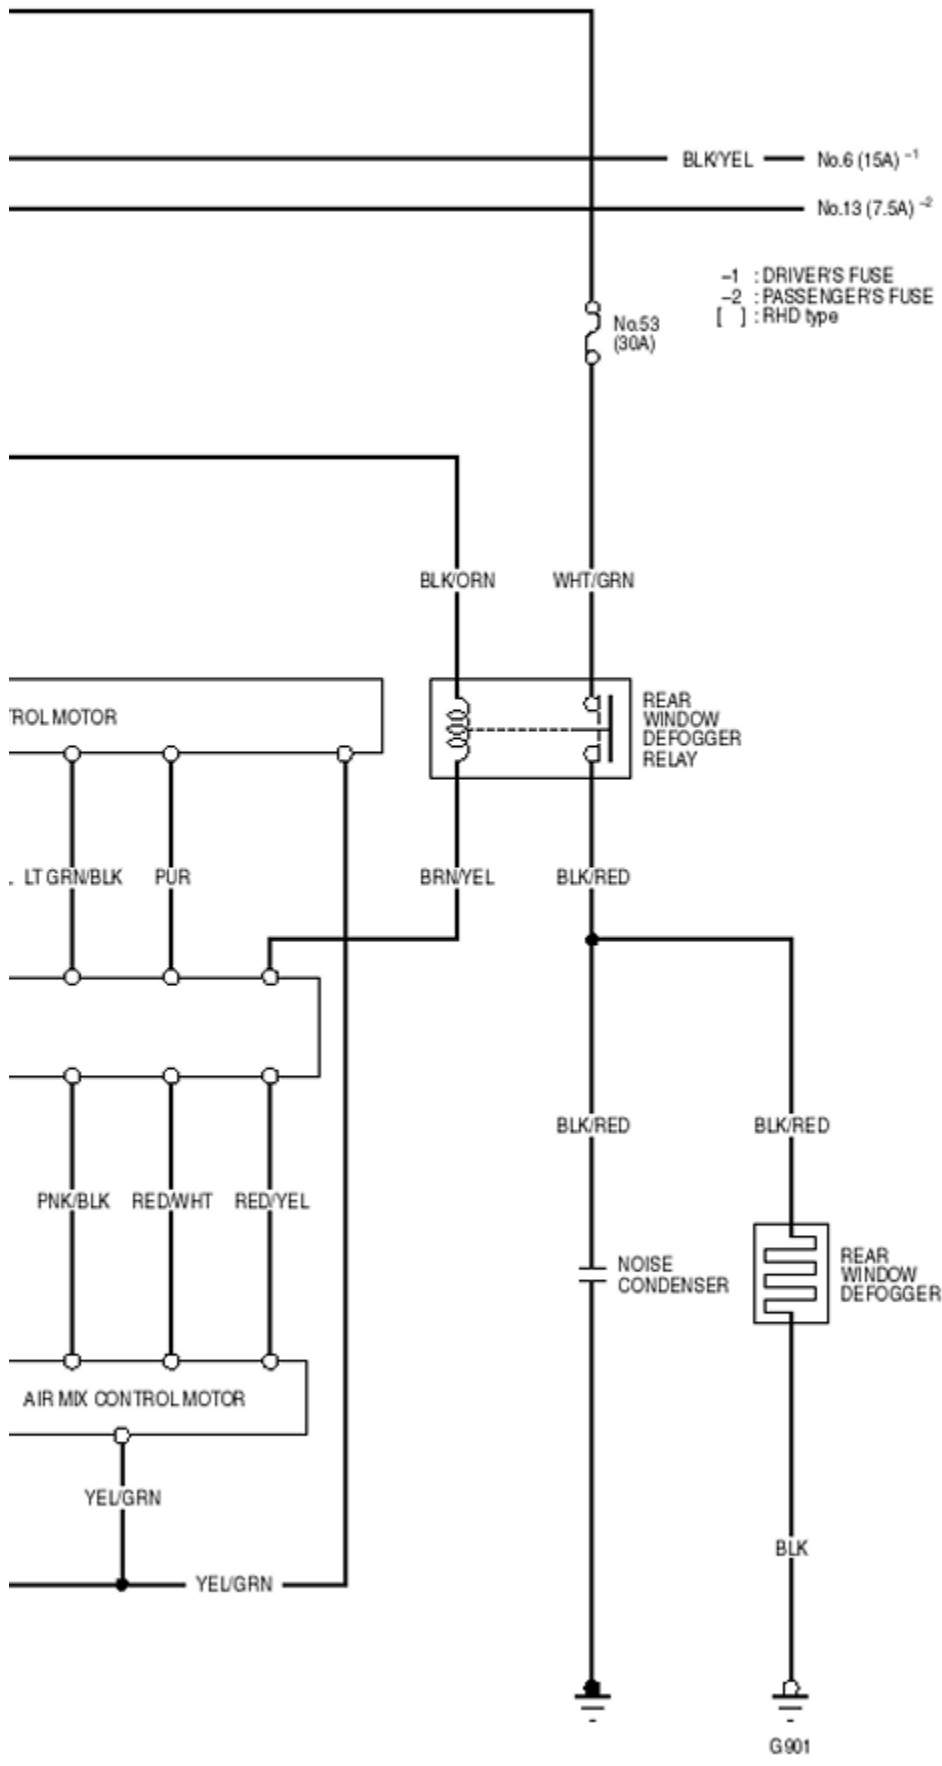 BLK/YEL No.6 (15A) –1
No.13 (7.5A) –2
–1 : DRIVER'S FUSE
–2 : PASSENGER'S FUSE
[ ] : RHD type
No.53
(30A)
BLK/ORN WHT/GRN
TROL MOTOR
REAR
WINDOW
DEFOGGER
RELAY
LT GRN/BLK PUR BRN/YEL BLK/RED
BLK/RED BLK/RED
PNK/BLK RED/WHT RED/YEL
NOISE
CONDENSER
REAR
WINDOW
DEFOGGER
AIR MIX CONTROL MOTOR
YEL/GRN
BLK
YEL/GRN
G901